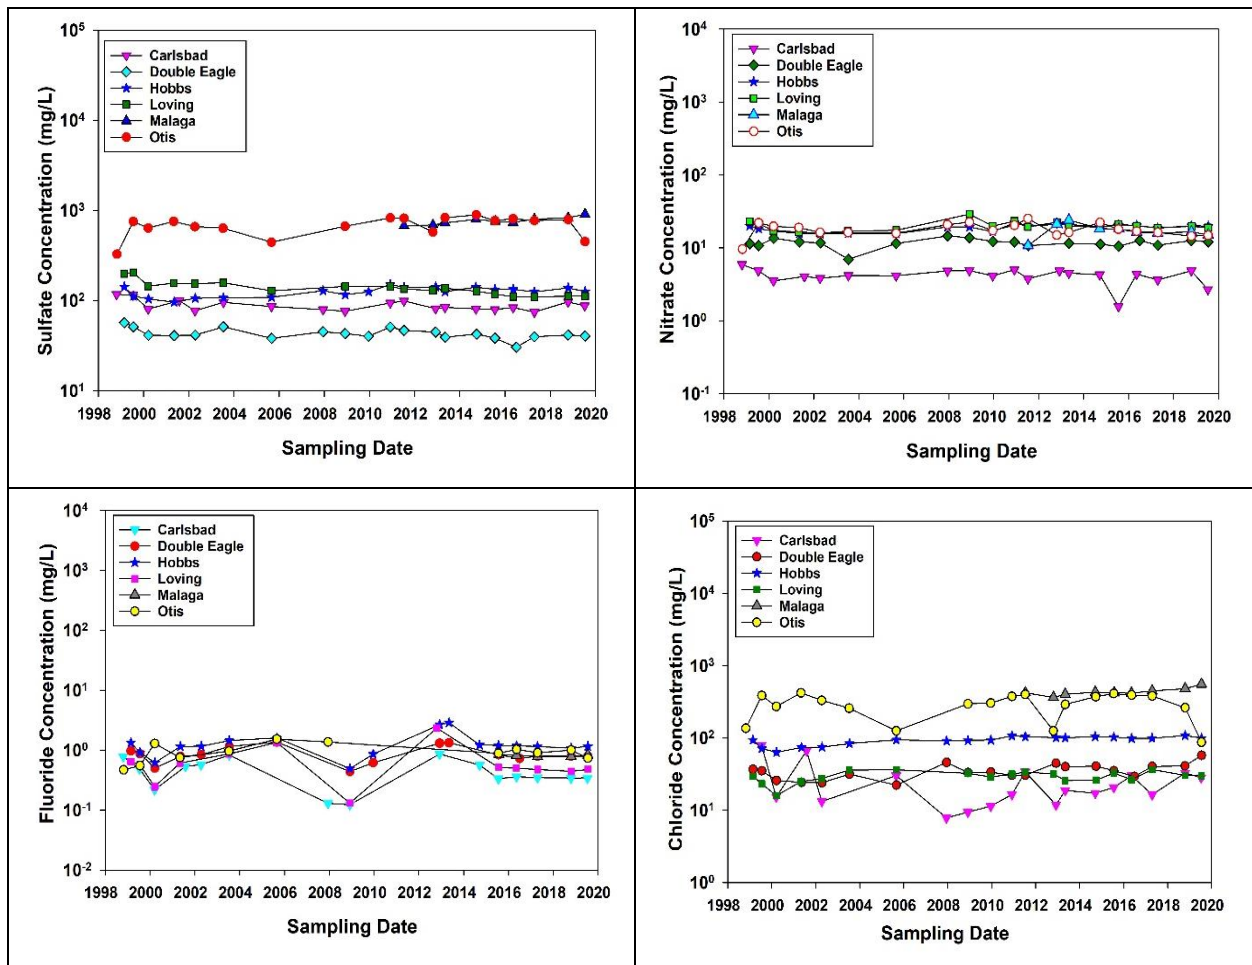 10^5
10^4
10^3
10^2
10^1
Sulfate Concentration (mg/L)
Carlsbad
Double Eagle
Hobbs
Loving
Malaga
Otis
1998 2000 2002 2004 2006 2008 2010 2012 2014 2016 2018 2020
Sampling Date
10^4
10^3
10^2
10^1
10^0
10^-1
Nitrate Concentration (mg/L)
Carlsbad
Double Eagle
Hobbs
Loving
Malaga
Otis
1998 2000 2002 2004 2006 2008 2010 2012 2014 2016 2018 2020
Sampling Date
10^4
10^3
10^2
10^1
10^0
10^-1
10^-2
Fluoride Concentration (mg/L)
Carlsbad
Double Eagle
Hobbs
Loving
Malaga
Otis
1998 2000 2002 2004 2006 2008 2010 2012 2014 2016 2018 2020
Sampling Date
10^5
10^4
10^3
10^2
10^1
10^0
Chloride Concentration (mg/L)
Carlsbad
Double Eagle
Hobbs
Loving
Malaga
Otis
1998 2000 2002 2004 2006 2008 2010 2012 2014 2016 2018 2020
Sampling Date